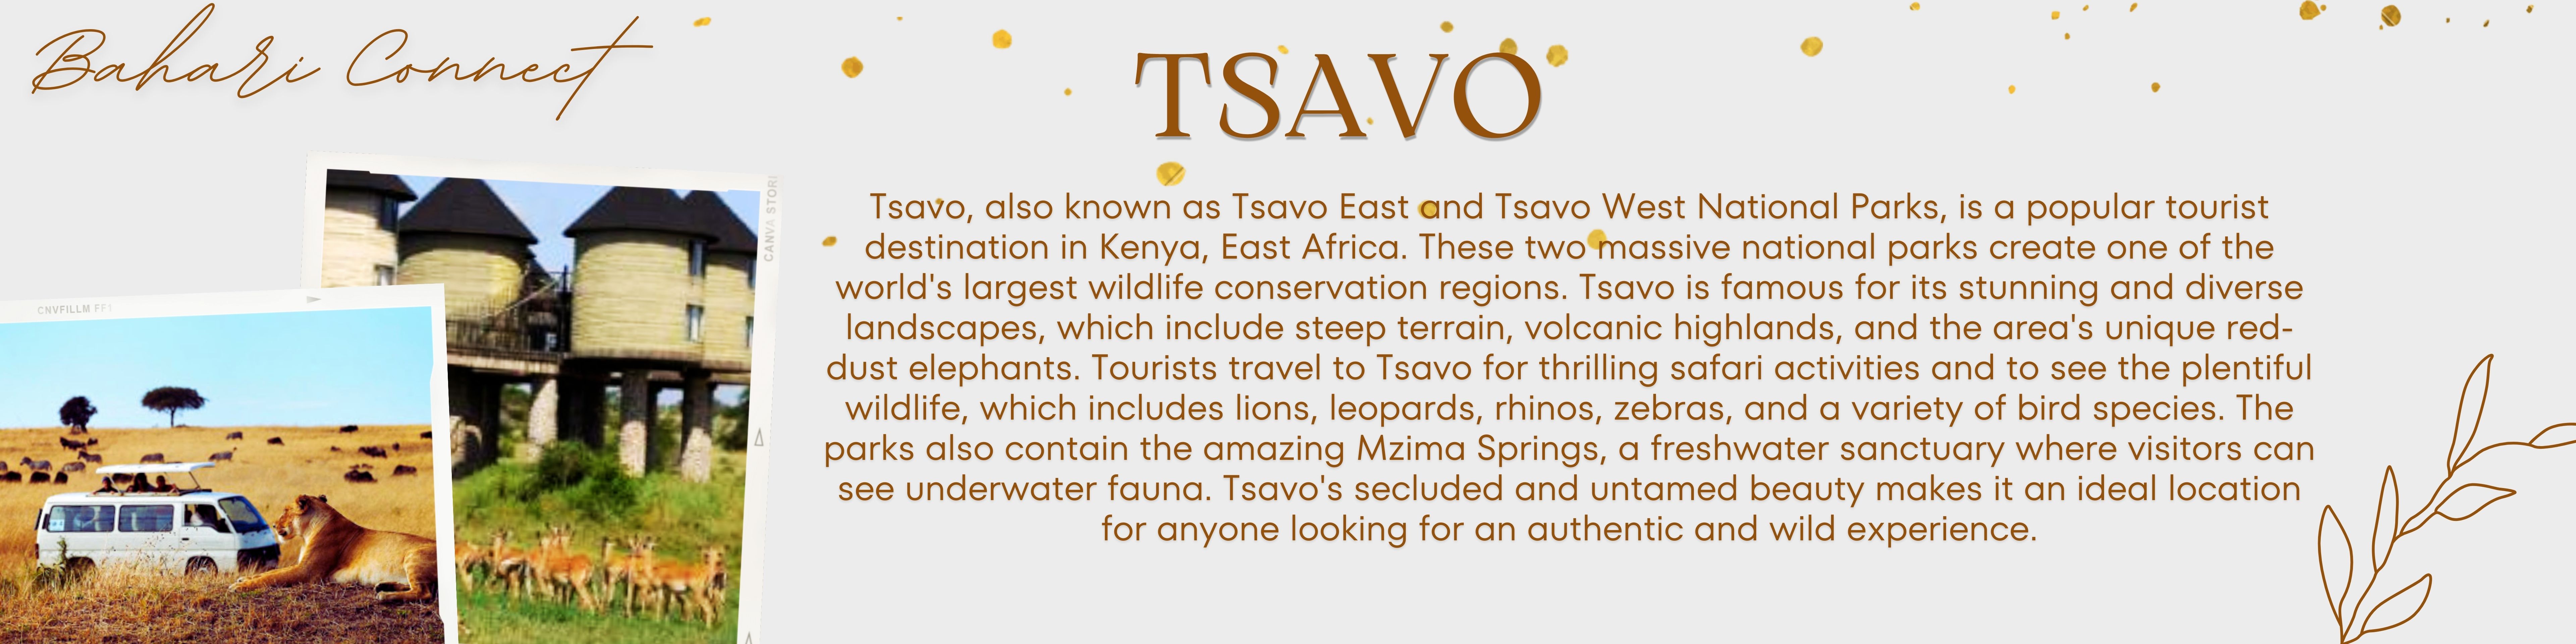 Bahari Connect
TSAVO
CANVA STORI
CNVFILLM FF1
Tsavo, also known as Tsavo East and Tsavo West National Parks, is a popular tourist
destination in Kenya, East Africa. These two massive national parks create one of the
world's largest wildlife conservation regions. Tsavo is famous for its stunning and diverse
landscapes, which include steep terrain, volcanic highlands, and the area's unique red-
dust elephants. Tourists travel to Tsavo for thrilling safari activities and to see the plentiful
wildlife, which includes lions, leopards, rhinos, zebras, and a variety of bird species. The
parks also contain the amazing Mzima Springs, a freshwater sanctuary where visitors can
see underwater fauna. Tsavo's secluded and untamed beauty makes it an ideal location
for anyone looking for an authentic and wild experience.